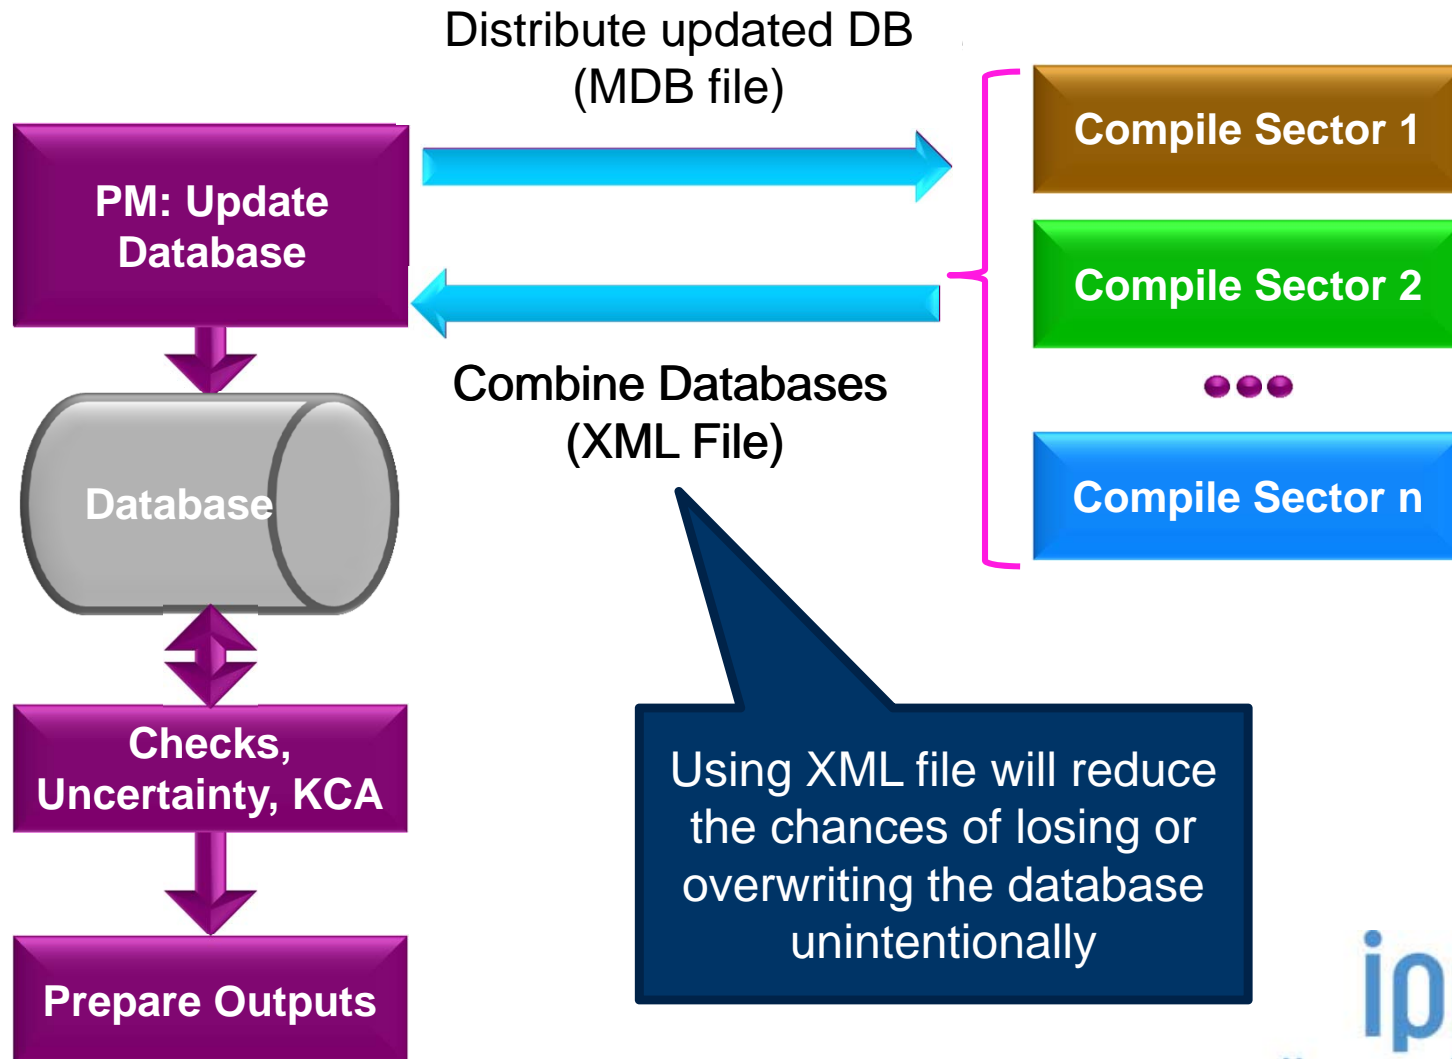 Distribute updated DB
(MDB file)
PM: Update
Database
Compile Sector 1
Compile Sector 2
Combine Databases
(XML File)
Compile Sector n
Database
Checks,
Uncertainty, KCA
Using XML file will reduce
the chances of losing or
overwriting the database
unintentionally
Prepare Outputs
ip